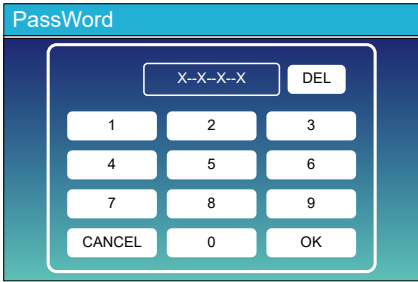 PassWord
X--X--X--X DEL
1 2 3
4 5 6
7 8 9
CANCEL 0 OK